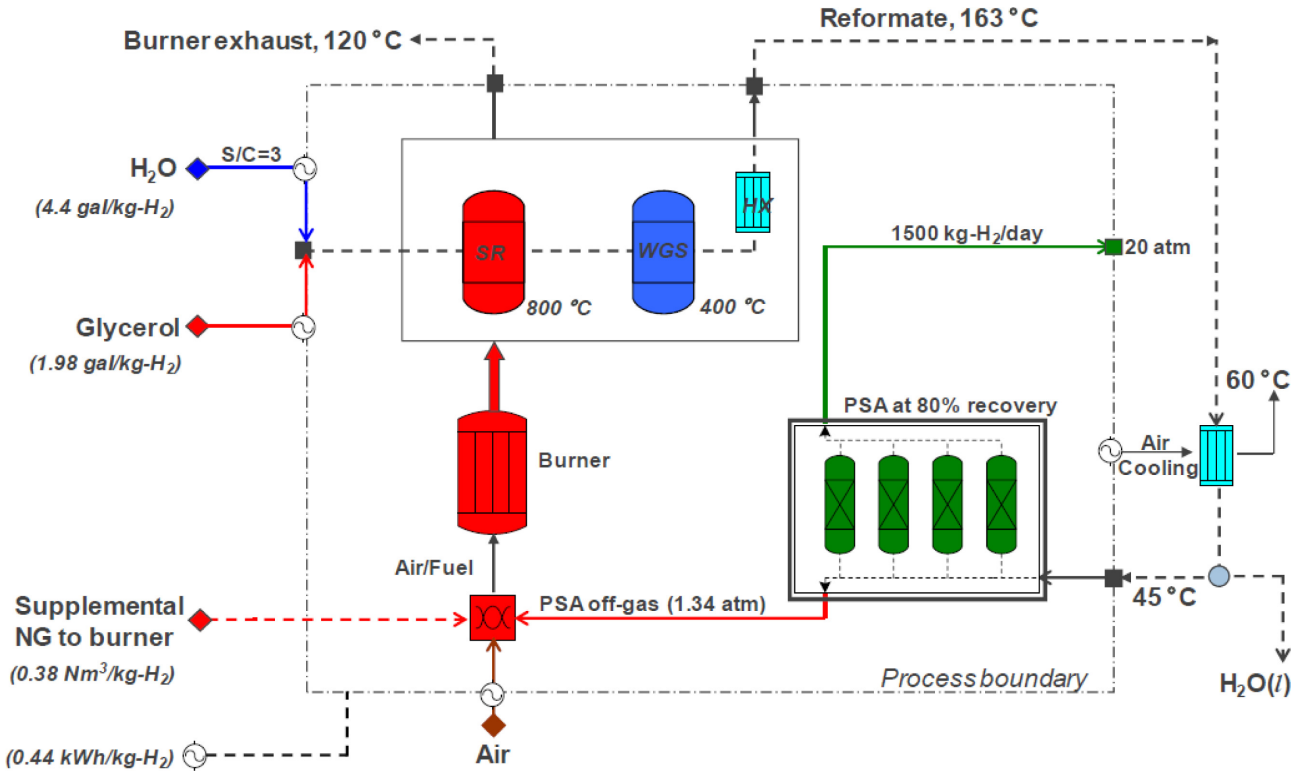 Reformate, 163 °C
Burner exhaust, 120 °C
H₂O
S/C=3
(4.4 gal/kg-H₂)
HX
SR
WGS
1500 kg-H₂/day
20 atm
800 °C
400 °C
Glycerol
(1.98 gal/kg-H₂)
60 °C
PSA at 80% recovery
Burner
Air
Cooling
Air/Fuel
PSA off-gas (1.34 atm)
45 °C
Supplemental
NG to burner
(0.38 Nm³/kg-H₂)
Process boundary
H₂O(l)
(0.44 kWh/kg-H₂)
Air